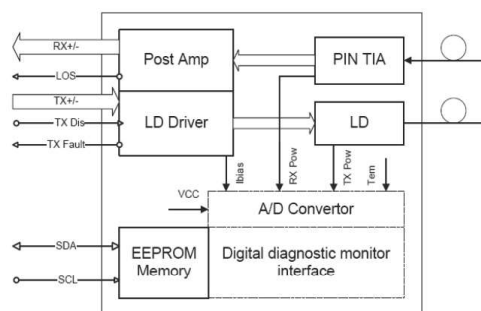 RX+/-
Post Amp
PIN TIA
LOS
TX+/-
LD Driver
LD
TX Dis
TX Fault
Ibias
RX Pow
TX Pow
Tem
VCC
A/D Convertor
SDA
EEPROM
Memory
Digital diagnostic monitor
interface
SCL